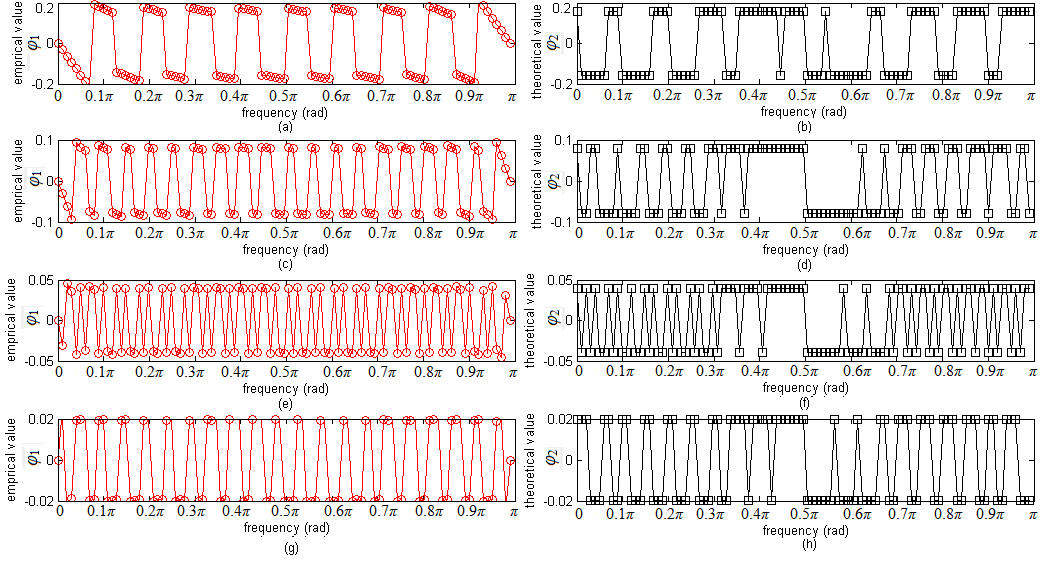 0.2
0
-0.2
emprical value
φ1
0 0.1π 0.2π 0.3π 0.4π 0.5π 0.6π 0.7π 0.8π 0.9π π
frequency (rad)
(a)
0.2
0
-0.2
theoretical value
φ2
0 0.1π 0.2π 0.3π 0.4π 0.5π 0.6π 0.7π 0.8π 0.9π π
frequency (rad)
(b)
0.1
0
-0.1
emprical value
φ1
0 0.1π 0.2π 0.3π 0.4π 0.5π 0.6π 0.7π 0.8π 0.9π π
frequency (rad)
(c)
0.1
0
-0.1
theoretical value
φ2
0 0.1π 0.2π 0.3π 0.4π 0.5π 0.6π 0.7π 0.8π 0.9π π
frequency (rad)
(d)
0.05
0
-0.05
emprical value
φ1
0 0.1π 0.2π 0.3π 0.4π 0.5π 0.6π 0.7π 0.8π 0.9π π
frequency (rad)
(e)
0.05
0
-0.05
theoretical value
φ2
0 0.1π 0.2π 0.3π 0.4π 0.5π 0.6π 0.7π 0.8π 0.9π π
frequency (rad)
(f)
0.02
0
-0.02
emprical value
φ1
0 0.1π 0.2π 0.3π 0.4π 0.5π 0.6π 0.7π 0.8π 0.9π π
frequency (rad)
(g)
0.02
0
-0.02
theoretical value
φ2
0 0.1π 0.2π 0.3π 0.4π 0.5π 0.6π 0.7π 0.8π 0.9π π
frequency (rad)
(h)